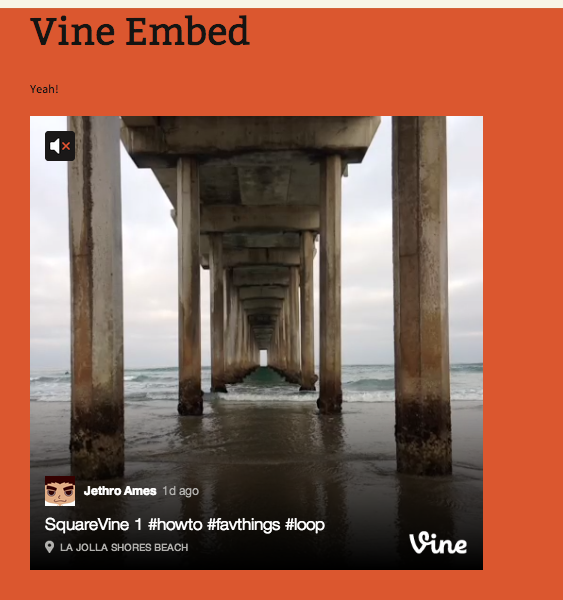 Vine Embed
Yeah!
Jethro Ames 1d ago
SquareVine 1 #howto #favthings #loop
LA JOLLA SHORES BEACH
Vine